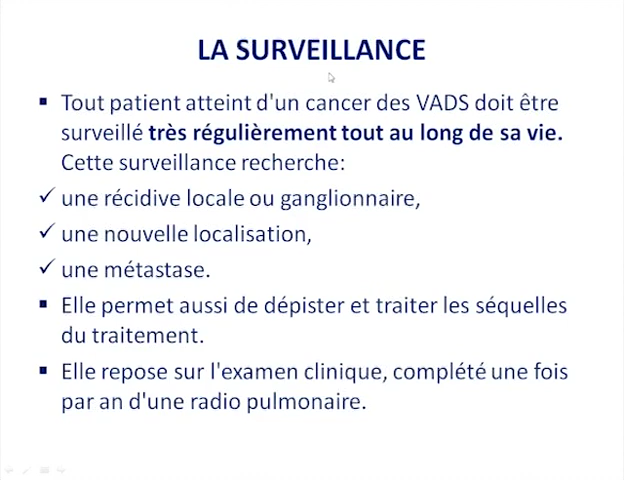 LA SURVEILLANCE
▪ Tout patient atteint d'un cancer des VADS doit être
surveillé très régulièrement tout au long de sa vie.
Cette surveillance recherche:
✓ une récidive locale ou ganglionnaire,
✓ une nouvelle localisation,
✓ une métastase.
▪ Elle permet aussi de dépister et traiter les séquelles
du traitement.
▪ Elle repose sur l'examen clinique, complété une fois
par an d'une radio pulmonaire.